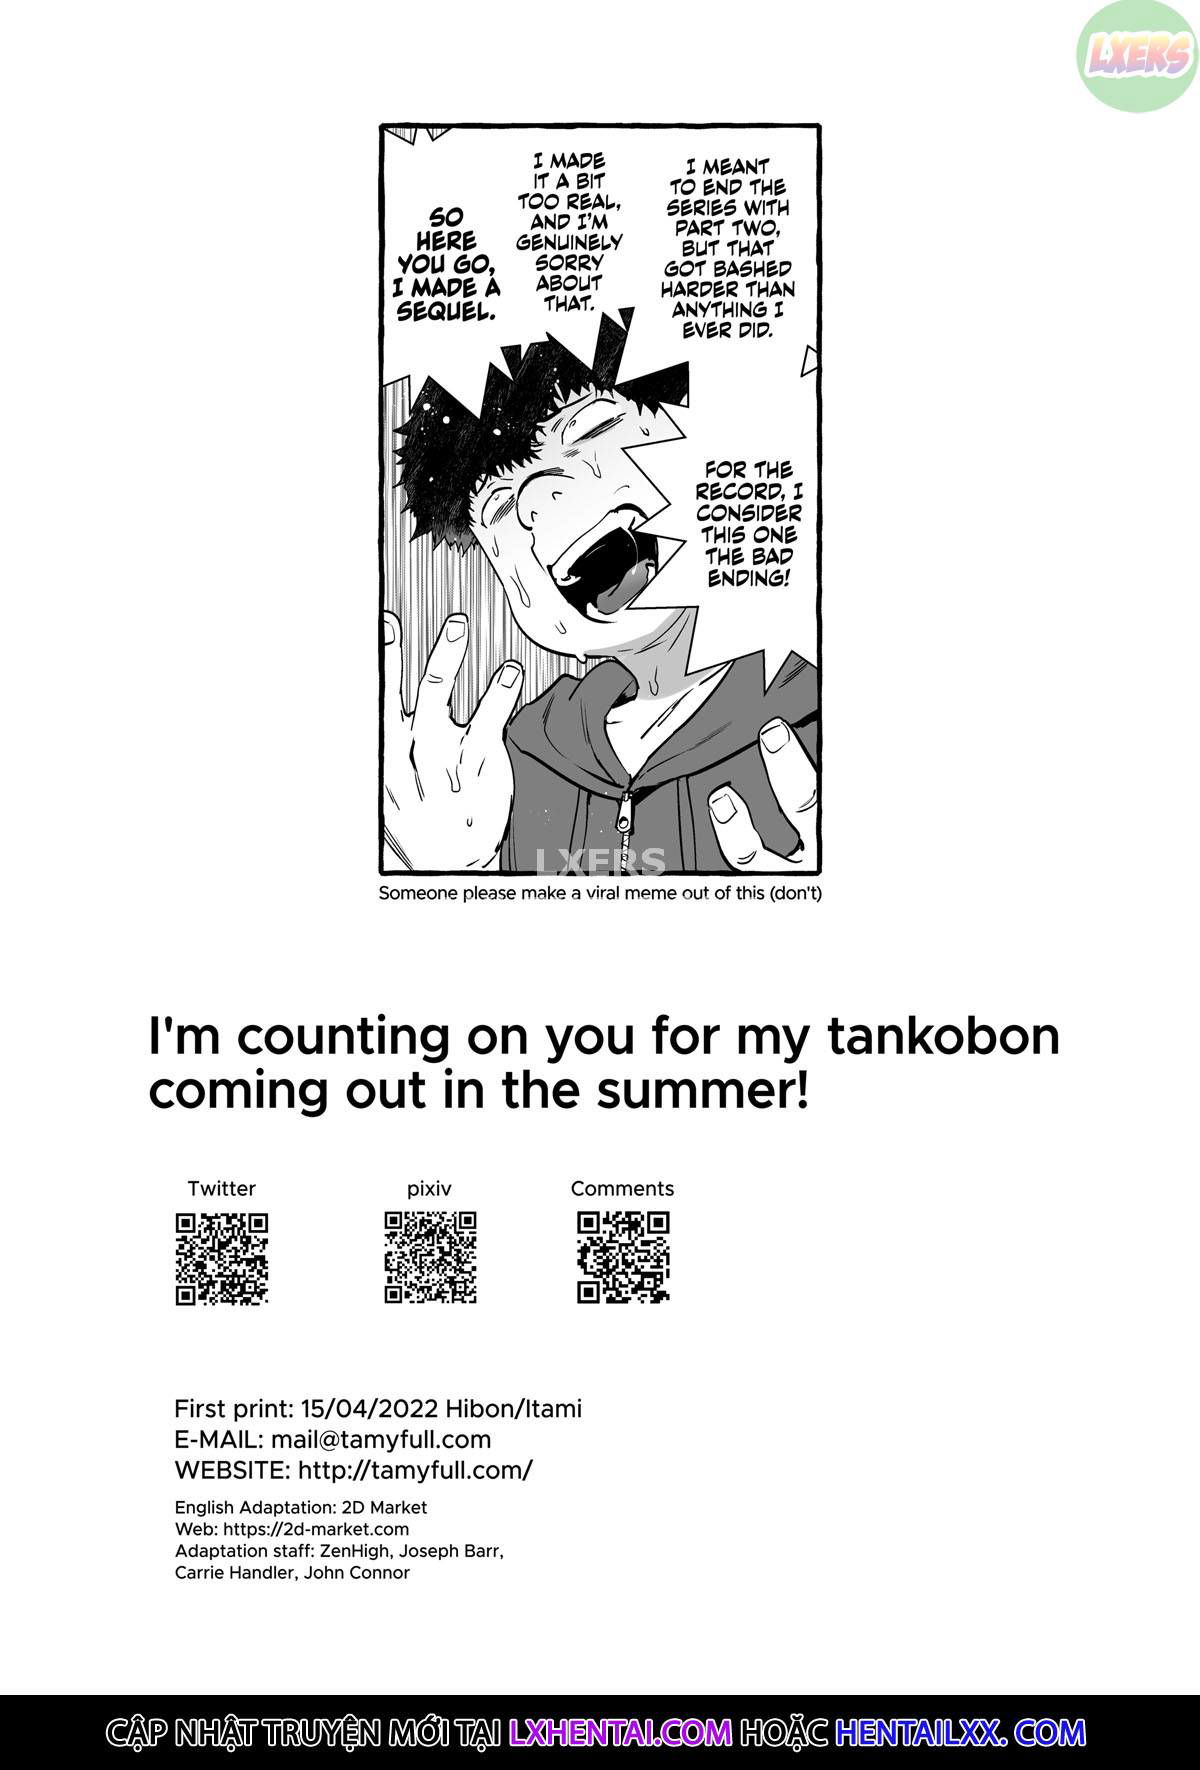 LXERS
I MEANT
TO END THE
SERIES WITH
PART TWO,
BUT THAT
GOT BASHED
HARDER THAN
ANYTHING I
EVER DID.
I MADE
IT A BIT
TOO REAL,
AND I'M
GENUINELY
SORRY
ABOUT
THAT.
SO
HERE
YOU GO,
I MADE A
SEQUEL.
FOR THE
RECORD, I
CONSIDER
THIS ONE
THE BAD
ENDING!
LXERS
Someone please make a viral meme out of this (don't)
I'm counting on you for my tankobon
coming out in the summer!
Twitter
pixiv
Comments
First print: 15/04/2022 Hibon/Itami
E-MAIL: mail@tamyfull.com
WEBSITE: http://tamyfull.com/
English Adaptation: 2D Market
Web: https://2d-market.com
Adaptation staff: ZenHigh, Joseph Barr,
Carrie Handler, John Connor
CẬP NHẬT TRUYỆN MỚI TẠI LXHENTAI.COM HOẶC HENTAILXX. COM